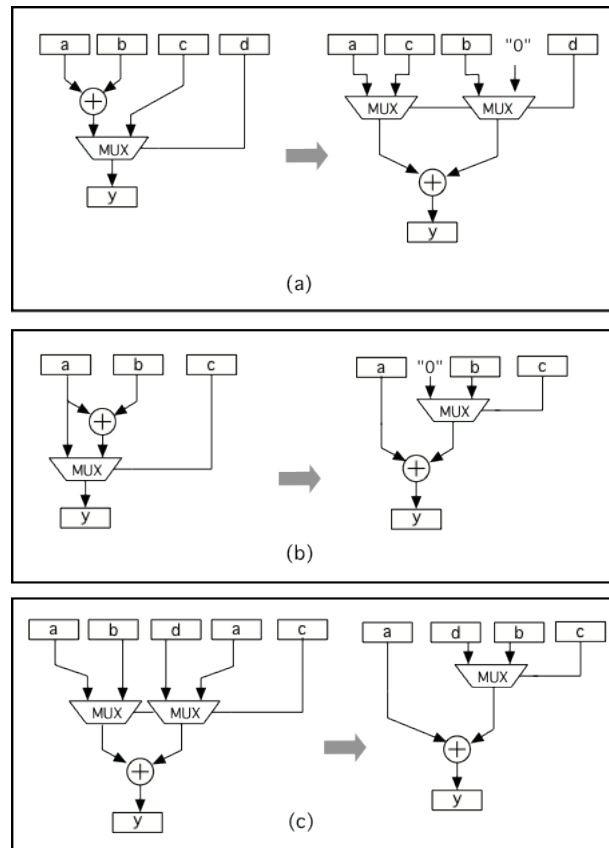 a b c d a c b "0" d
MUX MUX MUX
y
y
(a)
a b c a "0" b c
MUX
MUX
y y
(b)
a b d a c a d b c
MUX
MUX MUX
y
y
(c)